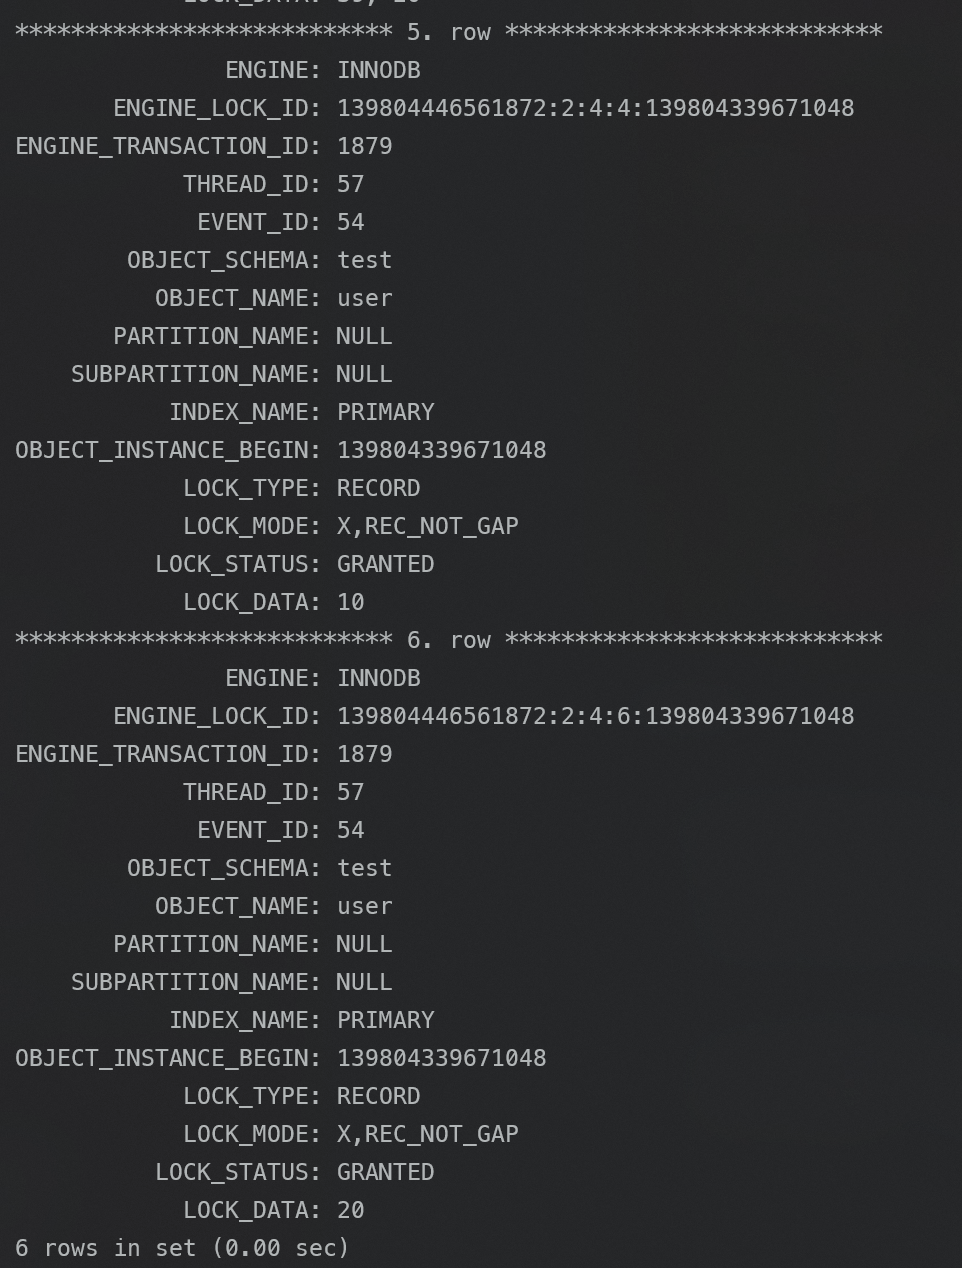 *************************** 5. row ***************************
ENGINE: INNODB
ENGINE_LOCK_ID: 139804446561872:2:4:4:139804339671048
ENGINE_TRANSACTION_ID: 1879
THREAD_ID: 57
EVENT_ID: 54
OBJECT_SCHEMA: test
OBJECT_NAME: user
PARTITION_NAME: NULL
SUBPARTITION_NAME: NULL
INDEX_NAME: PRIMARY
OBJECT_INSTANCE_BEGIN: 139804339671048
LOCK_TYPE: RECORD
LOCK_MODE: X,REC_NOT_GAP
LOCK_STATUS: GRANTED
LOCK_DATA: 10
*************************** 6. row ***************************
ENGINE: INNODB
ENGINE_LOCK_ID: 139804446561872:2:4:6:139804339671048
ENGINE_TRANSACTION_ID: 1879
THREAD_ID: 57
EVENT_ID: 54
OBJECT_SCHEMA: test
OBJECT_NAME: user
PARTITION_NAME: NULL
SUBPARTITION_NAME: NULL
INDEX_NAME: PRIMARY
OBJECT_INSTANCE_BEGIN: 139804339671048
LOCK_TYPE: RECORD
LOCK_MODE: X,REC_NOT_GAP
LOCK_STATUS: GRANTED
LOCK_DATA: 20
6 rows in set (0.00 sec)